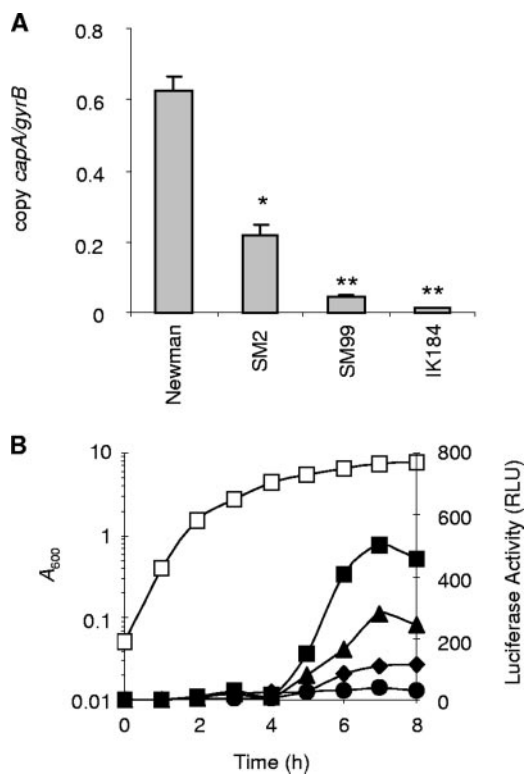 A
0.8
0.6
0.4
0.2
0
copy capA/gyrB
*
**
**
Newman
SM2
SM99
IK184
B
10
1
0.1
0.01
A600
800
600
400
200
0
Luciferase Activity (RLU)
0 2 4 6 8
Time (h)